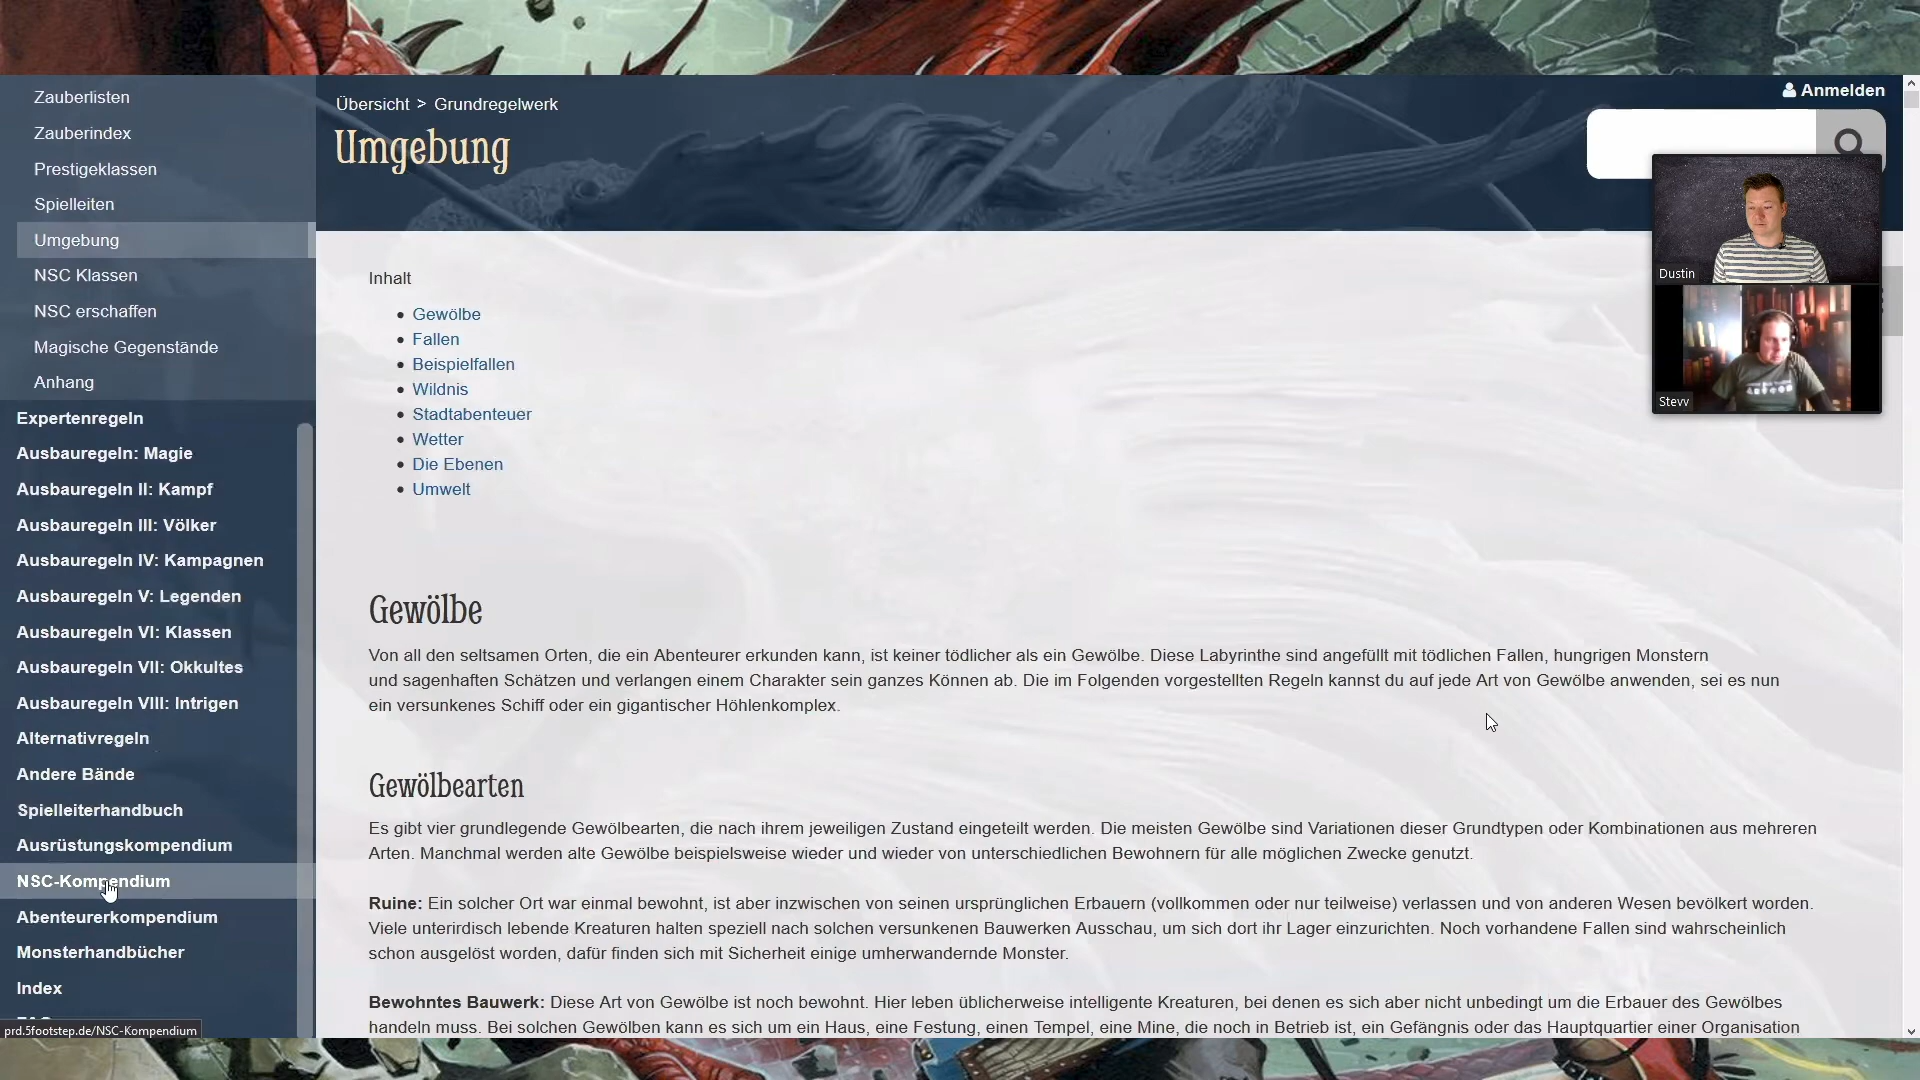 Zauberlisten
Zauberindex
Prestigeklassen
Spielleiten
Umgebung
NSC Klassen
NSC erschaffen
Magische Gegenstände
Anhang
Expertenregeln
Ausbauregeln: Magie
Ausbauregeln II: Kampf
Ausbauregeln III: Völker
Ausbauregeln IV: Kampagnen
Ausbauregeln V: Legenden
Ausbauregeln VI: Klassen
Ausbauregeln VII: Okkultes
Ausbauregeln VIII: Intrigen
Alternativregeln
Andere Bände
Spielleiterhandbuch
Ausrüstungskompendium
NSC-Kompendium
Abenteurerkompendium
Monsterhandbücher
Index
prd.5footstep.de/NSC-Kompendium
Übersicht > Grundregelwerk
Anmelden
Umgebung
Dustin
Stevv
Inhalt
Gewölbe
Fallen
Beispielfallen
Wildnis
Stadtabenteuer
Wetter
Die Ebenen
Umwelt
Gewölbe
Von all den seltsamen Orten, die ein Abenteurer erkunden kann, ist keiner tödlicher als ein Gewölbe. Diese Labyrinthe sind angefüllt mit tödlichen Fallen, hungrigen Monstern
und sagenhaften Schätzen und verlangen einem Charakter sein ganzes Können ab. Die im Folgenden vorgestellten Regeln kannst du auf jede Art von Gewölbe anwenden, sei es nun
ein versunkenes Schiff oder ein gigantischer Höhlenkomplex.
Gewölbearten
Es gibt vier grundlegende Gewölbearten, die nach ihrem jeweiligen Zustand eingeteilt werden. Die meisten Gewölbe sind Variationen dieser Grundtypen oder Kombinationen aus mehreren
Arten. Manchmal werden alte Gewölbe beispielsweise wieder und wieder von unterschiedlichen Bewohnern für alle möglichen Zwecke genutzt.
Ruine: Ein solcher Ort war einmal bewohnt, ist aber inzwischen von seinen ursprünglichen Erbauern (vollkommen oder nur teilweise) verlassen und von anderen Wesen bevölkert worden.
Viele unterirdisch lebende Kreaturen halten speziell nach solchen versunkenen Bauwerken Ausschau, um sich dort ihr Lager einzurichten. Noch vorhandene Fallen sind wahrscheinlich
schon ausgelöst worden, dafür finden sich mit Sicherheit einige umherwandernde Monster.
Bewohntes Bauwerk: Diese Art von Gewölbe ist noch bewohnt. Hier leben üblicherweise intelligente Kreaturen, bei denen es sich aber nicht unbedingt um die Erbauer des Gewölbes
handeln muss. Bei solchen Gewölben kann es sich um ein Haus, eine Festung, einen Tempel, eine Mine, die noch in Betrieb ist, ein Gefängnis oder das Hauptquartier einer Organisation